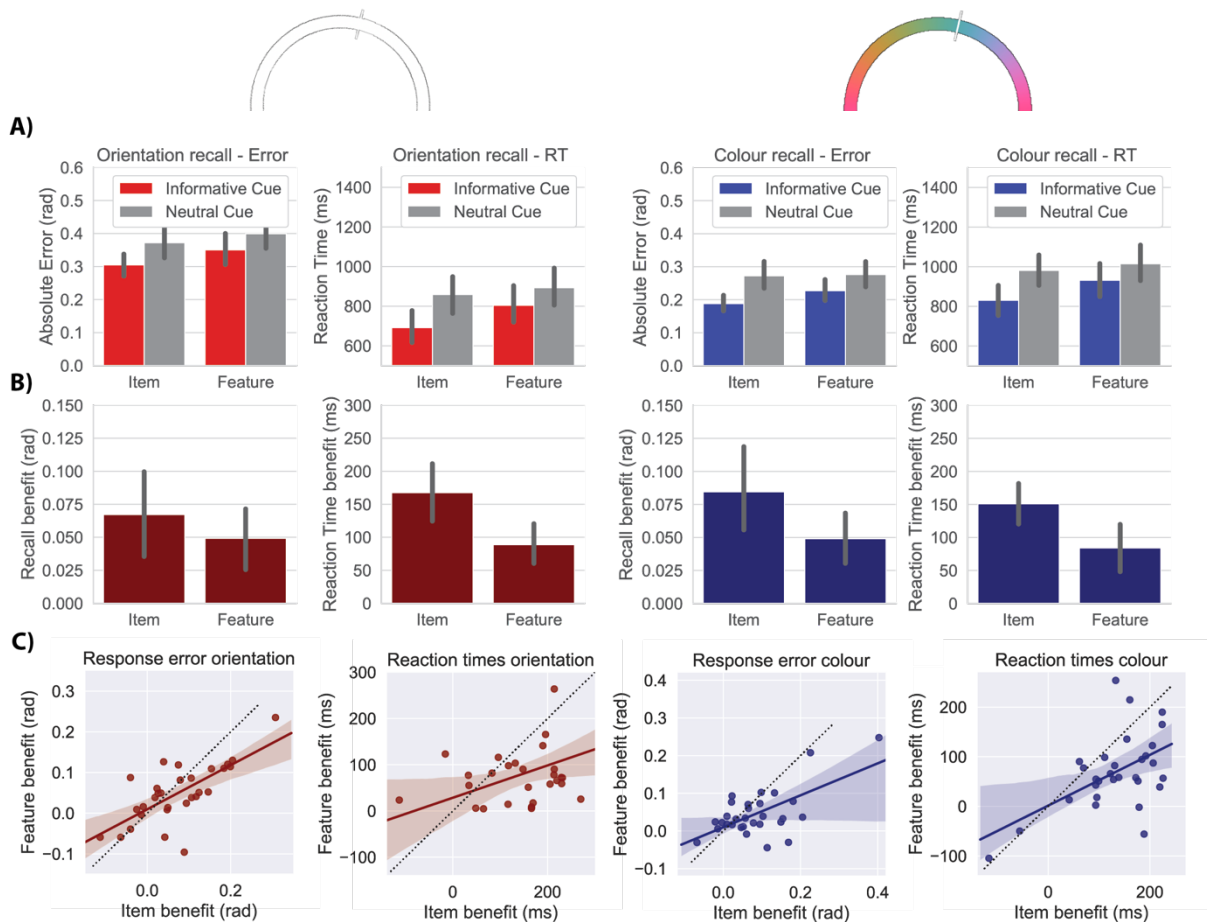 A)
Orientation recall - Error
Orientation recall - RT
Colour recall - Error
Colour recall - RT
Absolute Error (rad)
0.6
0.5
0.4
0.3
0.2
0.1
0.0
Informative Cue
Neutral Cue
Item
Feature
Reaction Time (ms)
1400
1200
1000
800
600
Informative Cue
Neutral Cue
Item
Feature
Absolute Error (rad)
0.6
0.5
0.4
0.3
0.2
0.1
0.0
Informative Cue
Neutral Cue
Item
Feature
Reaction Time (ms)
1400
1200
1000
800
600
Informative Cue
Neutral Cue
Item
Feature
B)
Recall benefit (rad)
0.150
0.125
0.100
0.075
0.050
0.025
0.000
Item
Feature
Reaction Time benefit (ms)
300
250
200
150
100
50
0
Item
Feature
Recall benefit (rad)
0.150
0.125
0.100
0.075
0.050
0.025
0.000
Item
Feature
Reaction Time benefit (ms)
300
250
200
150
100
50
0
Item
Feature
C)
Response error orientation
Feature benefit (rad)
0.3
0.2
0.1
0.0
−0.1
0.0
0.2
Item benefit (rad)
Reaction times orientation
Feature benefit (ms)
300
200
100
0
−100
0
200
Item benefit (ms)
Response error colour
Feature benefit (rad)
0.4
0.3
0.2
0.1
0.0
−0.1
0.0
0.2
0.4
Item benefit (rad)
Reaction times colour
Feature benefit (ms)
200
100
0
−100
0
200
Item benefit (ms)